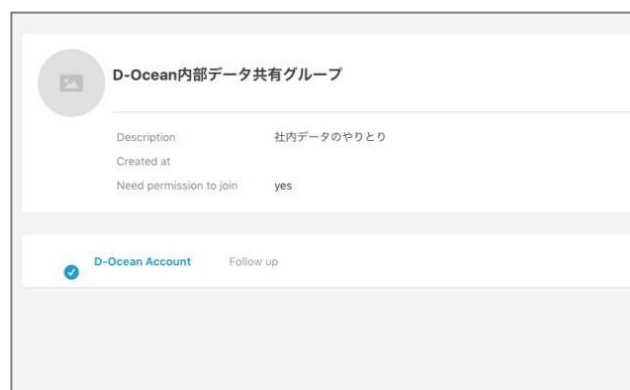 D-Ocean内部データ共有グループ
Description 社内データのやりとり
Created at
Need permission to join yes
D-Ocean Account Follow up